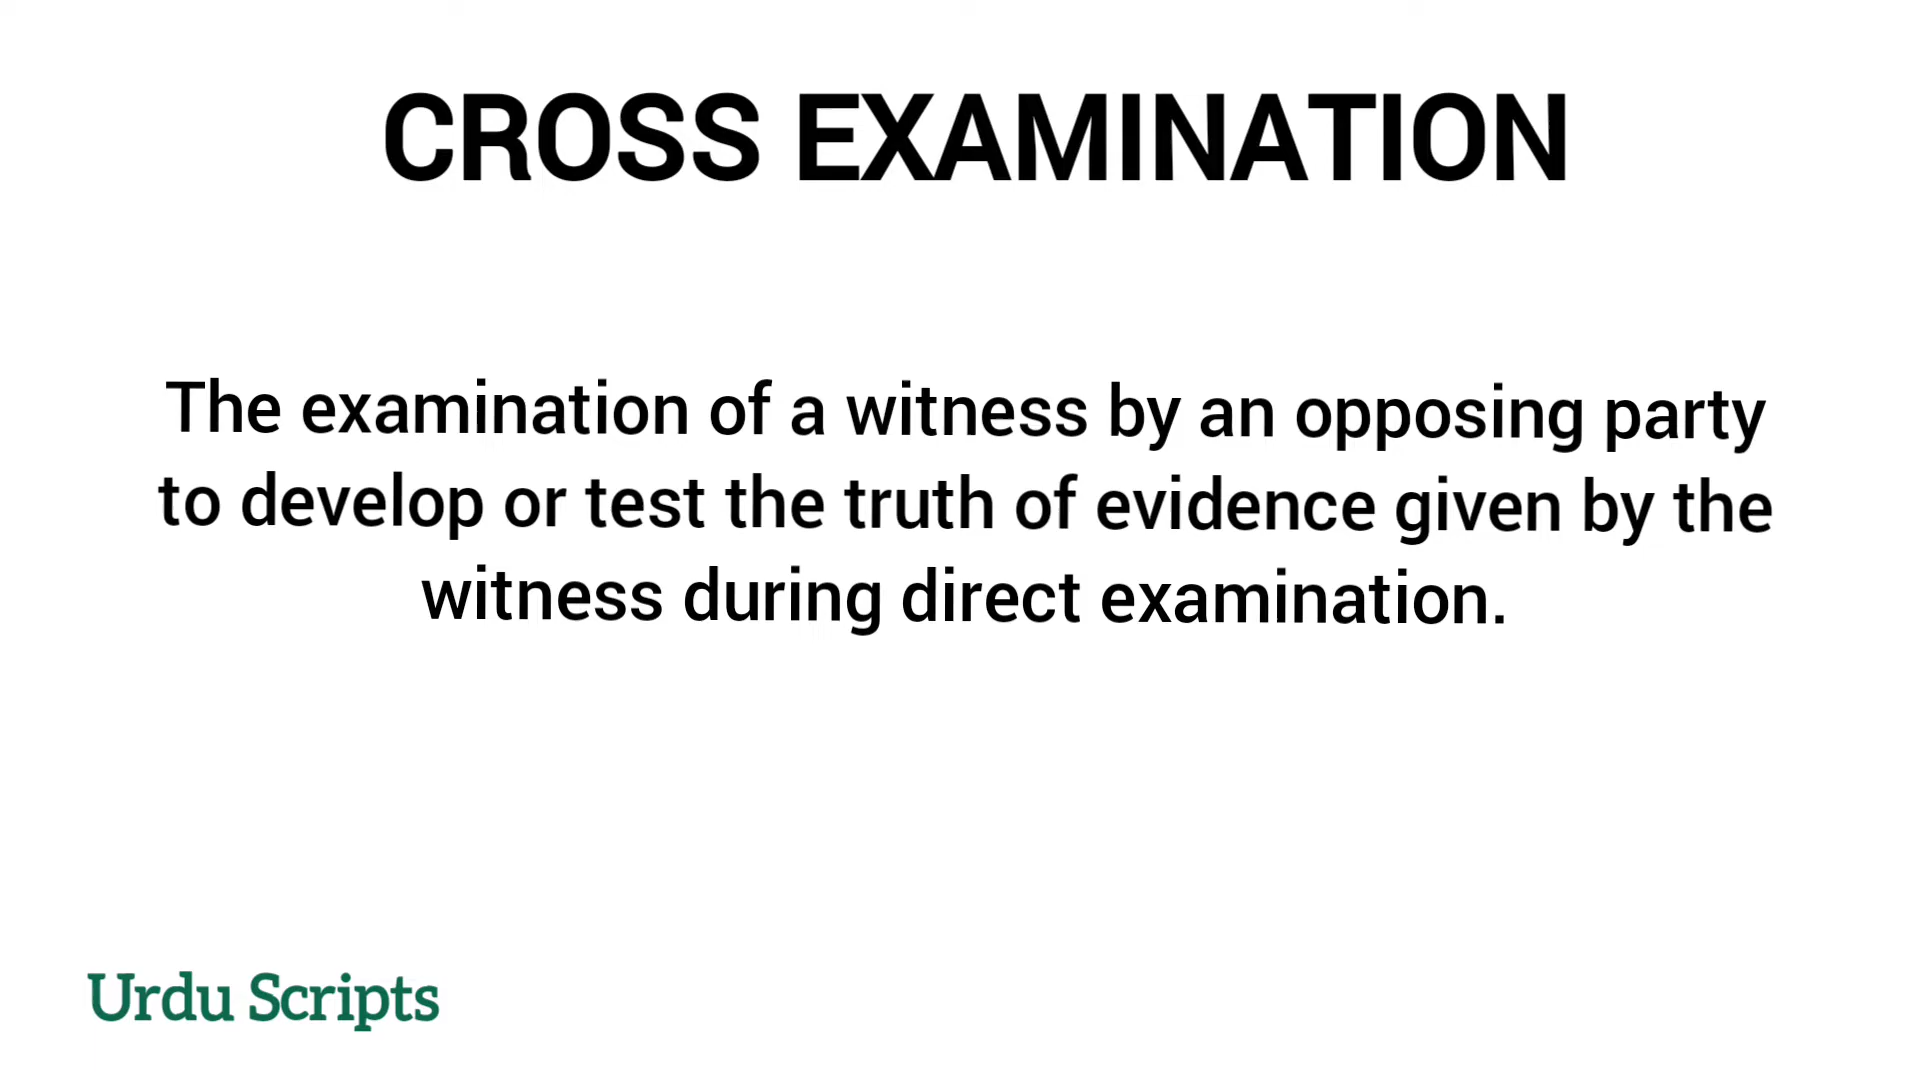 CROSS EXAMINATION
The examination of a witness by an opposing party
to develop or test the truth of evidence given by the
witness during direct examination.
Urdu Scripts